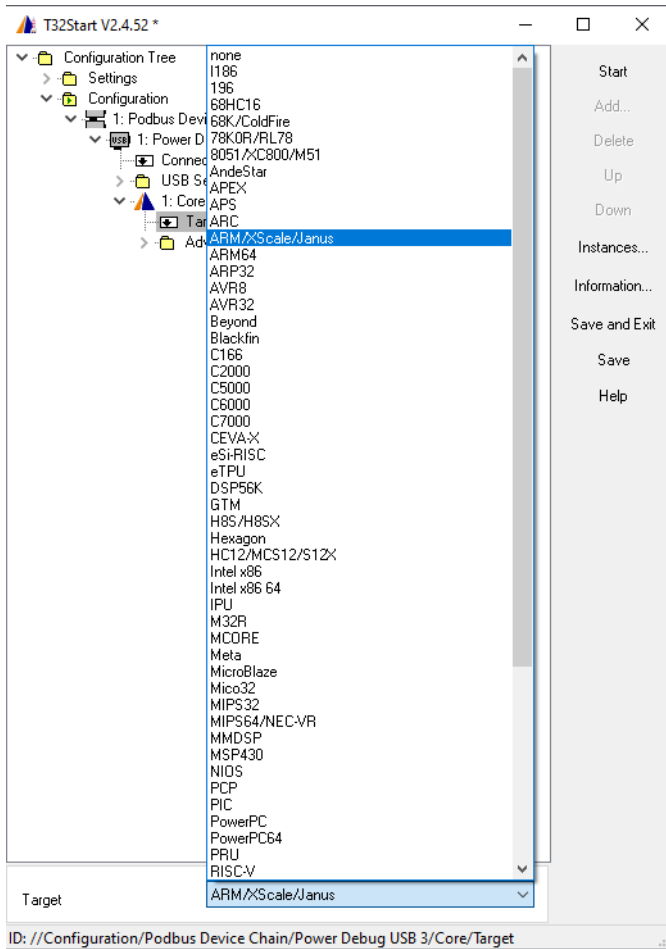 T32Start V2.4.52 *
Configuration Tree
Settings
Configuration
1: Podbus Devi
1: Power D
Connec
USB Se
1: Core
Tar
Adv
none
I186
196
68HC16
68K/ColdFire
78K0R/RL78
8051/XC800/M51
AndeStar
APEX
APS
ARC
ARM/XScale/Janus
ARM64
ARP32
AVR8
AVR32
Beyond
Blackfin
C166
C2000
C5000
C6000
C7000
CEVA-X
eSi-RISC
eTPU
DSP56K
GTM
H8S/H8SX
Hexagon
HC12/MCS12/S12X
Intel x86
Intel x86 64
IPU
M32R
MCORE
Meta
MicroBlaze
Mico32
MIPS32
MIPS64/NEC-VR
MMDSP
MSP430
NIOS
PCP
PIC
PowerPC
PowerPC64
PRU
RISC-V
Start
Add...
Delete
Up
Down
Instances...
Information...
Save and Exit
Save
Help
Target
ARM/XScale/Janus
ID: //Configuration/Podbus Device Chain/Power Debug USB 3/Core/Target